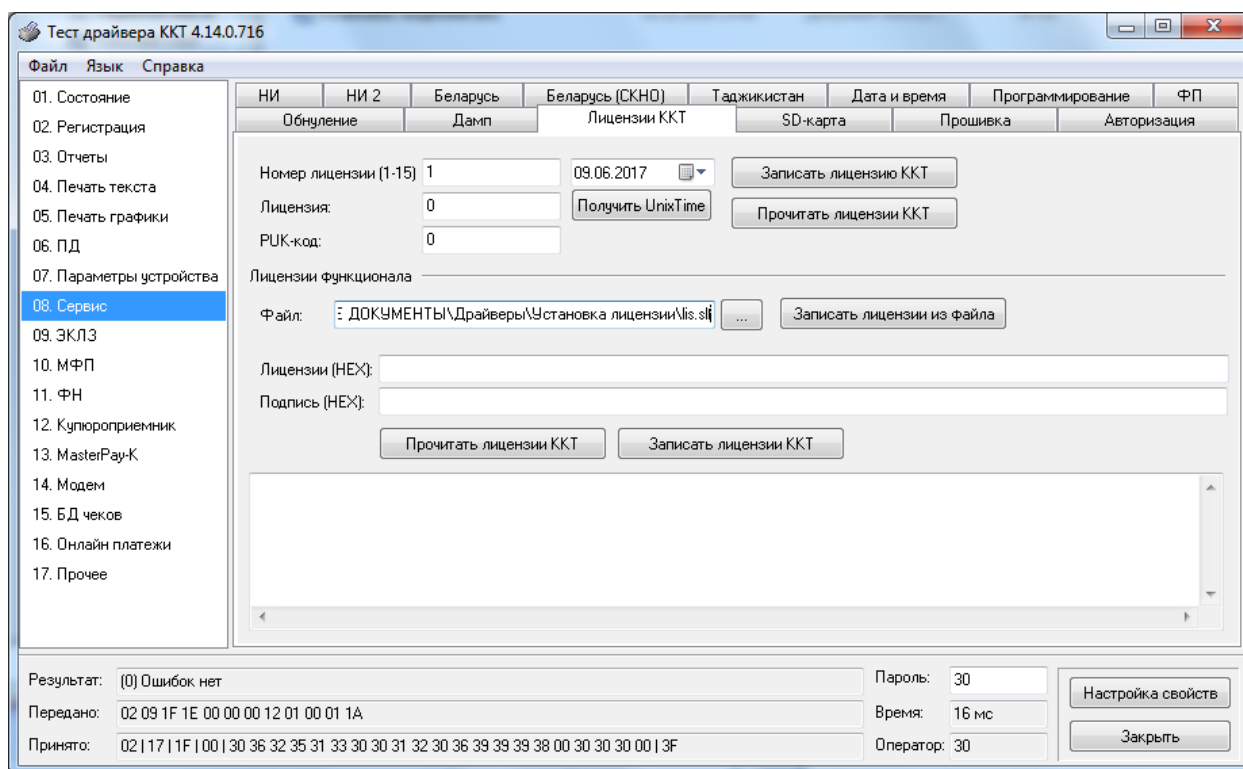 Тест драйвера ККТ 4.14.0.716
Файл Язык Справка
01. Состояние
02. Регистрация
03. Отчеты
04. Печать текста
05. Печать графики
06. ПД
07. Параметры устройства
08. Сервис
09. ЭКЛЗ
10. МФП
11. ФН
12. Купюроприемник
13. MasterPay-K
14. Модем
15. БД чеков
16. Онлайн платежи
17. Прочее
НИ НИ 2 Беларусь Беларусь (СКНО) Таджикистан Дата и время Программирование ФП
Обнуление Дамп Лицензии ККТ SD-карта Прошивка Авторизация
Номер лицензии (1-15) 1 09.06.2017 Записать лицензию ККТ
Лицензия: 0 Получить UnixTime Прочитать лицензии ККТ
PUK-код: 0
Лицензии функционала
Файл: Е ДОКУМЕНТЫ\Драйверы\Установка лицензии\lis.sli ... Записать лицензии из файла
Лицензии (HEX):
Подпись (HEX):
Прочитать лицензии ККТ Записать лицензии ККТ
Результат: (0) Ошибок нет Пароль: 30 Настройка свойств
Передано: 02 09 1F 1E 00 00 00 12 01 00 01 1A Время: 16 мс
Принято: 02 | 17 | 1F | 00 | 30 36 32 35 31 33 30 30 31 32 30 36 39 39 39 38 00 30 30 30 00 | 3F Оператор: 30 Закрыть